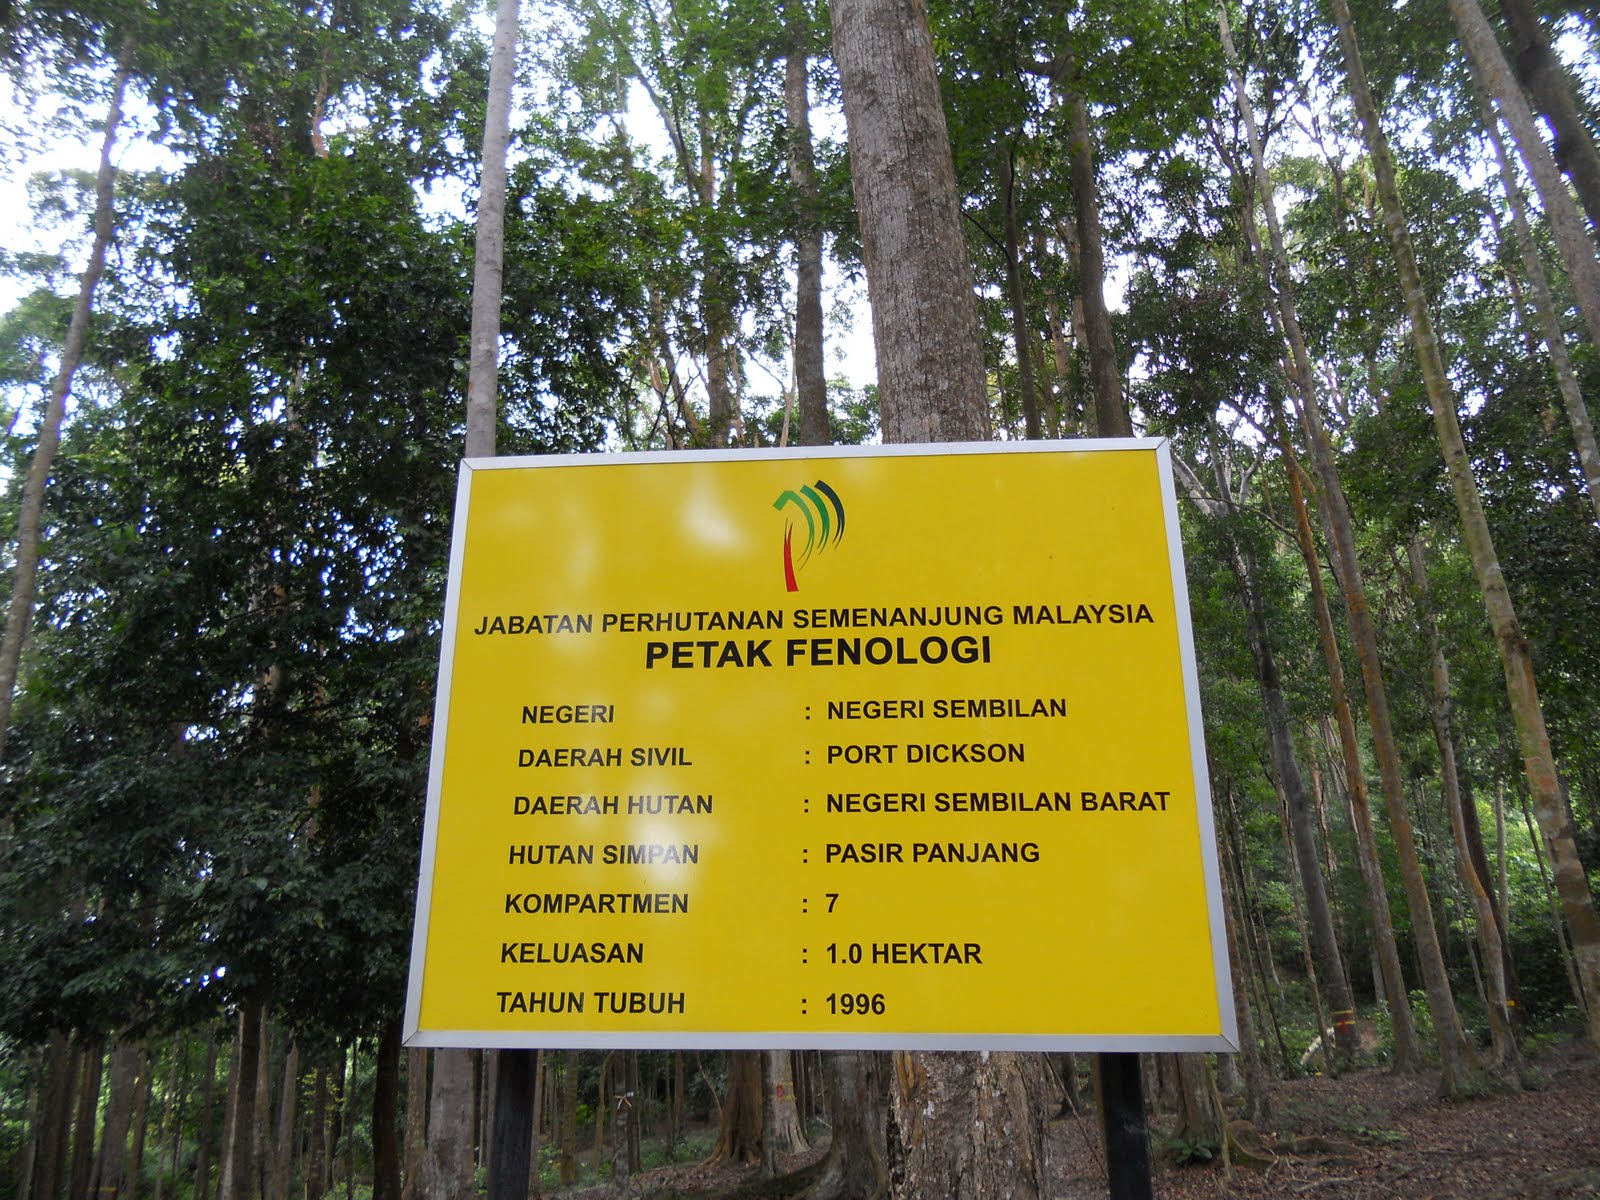 JABATAN PERHUTANAN SEMENANJUNG MALAYSIA
PETAK FENOLOGI
NEGERI : NEGERI SEMBILAN
DAERAH SIVIL : PORT DICKSON
DAERAH HUTAN : NEGERI SEMBILAN BARAT
HUTAN SIMPAN : PASIR PANJANG
KOMPARTMEN : 7
KELUASAN : 1.0 HEKTAR
TAHUN TUBUH : 1996